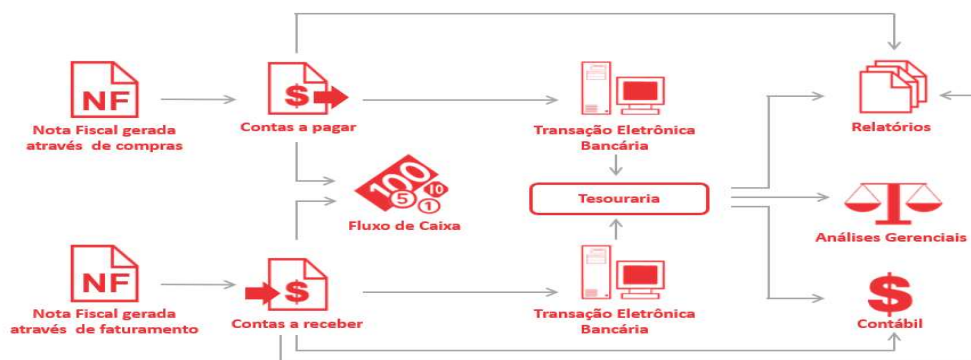 NF
Nota Fiscal gerada
através de compras
$
Contas a pagar
Transação Eletrônica
Bancária
Relatórios
100
5
10
1
Fluxo de Caixa
Tesouraria
Análises Gerenciais
NF
Nota Fiscal gerada
através de faturamento
$
Contas a receber
Transação Eletrônica
Bancária
$
Contábil